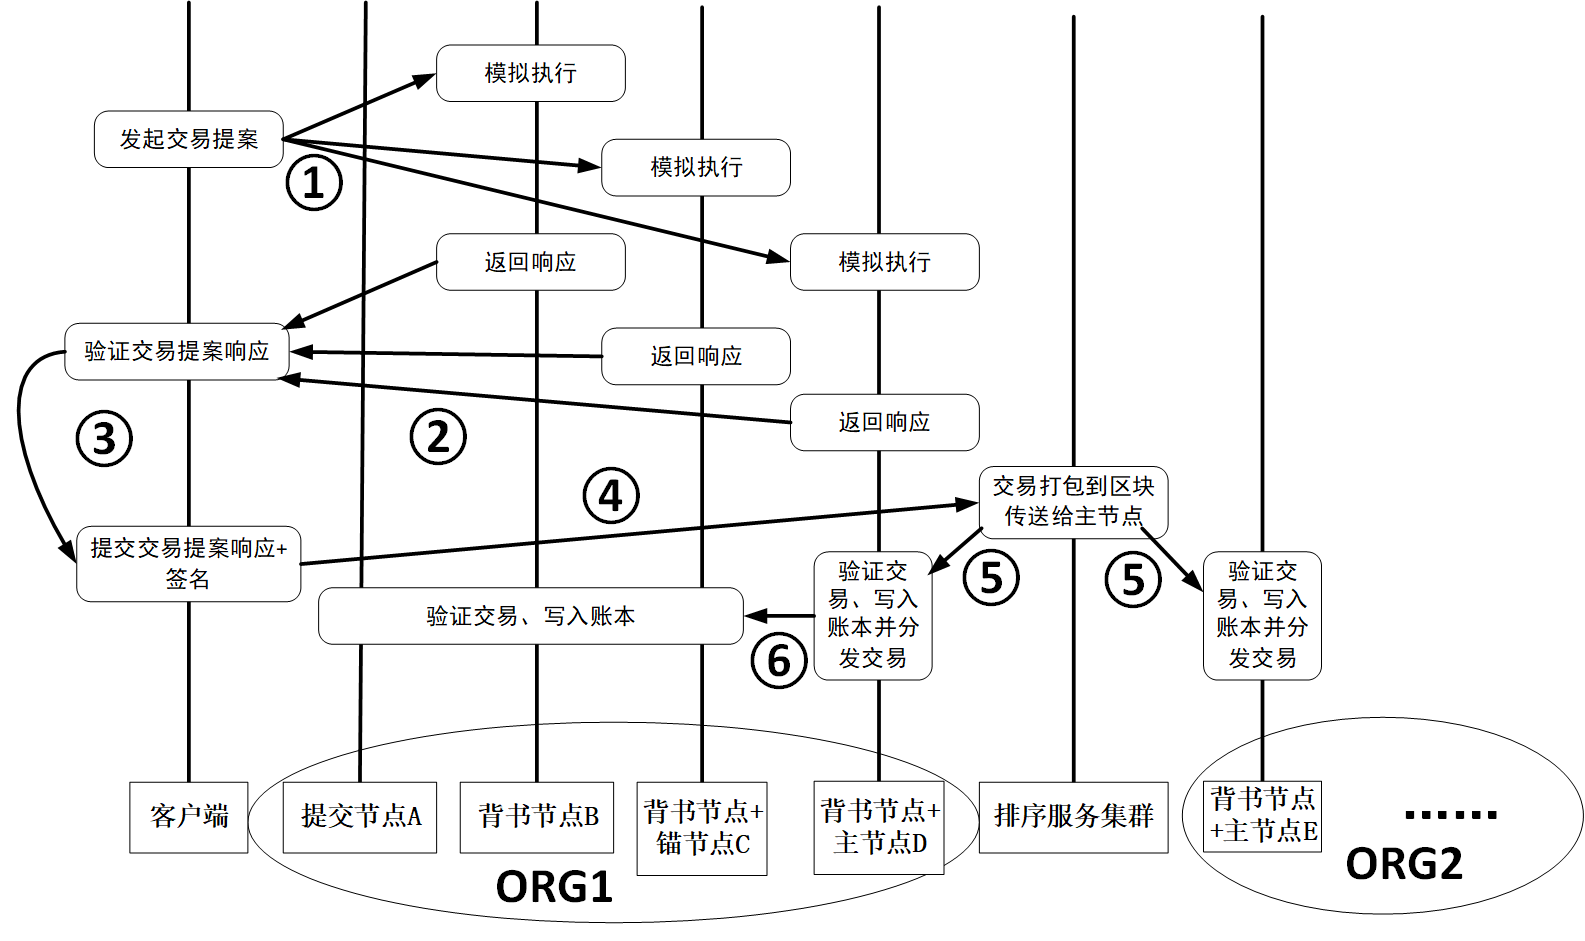 模拟执行
发起交易提案
模拟执行
①
返回响应
模拟执行
验证交易提案响应
返回响应
返回响应
③
②
④
交易打包到区块
传送给主节点
提交交易提案响应+
签名
⑤
⑤
验证交
易、写入
账本并分
发交易
验证交
易、写入
账本并分
发交易
验证交易、写入账本
⑥
客户端
提交节点A
背书节点B
背书节点+
锚节点C
背书节点+
主节点D
排序服务集群
背书节点
+主节点E
……
ORG1
ORG2